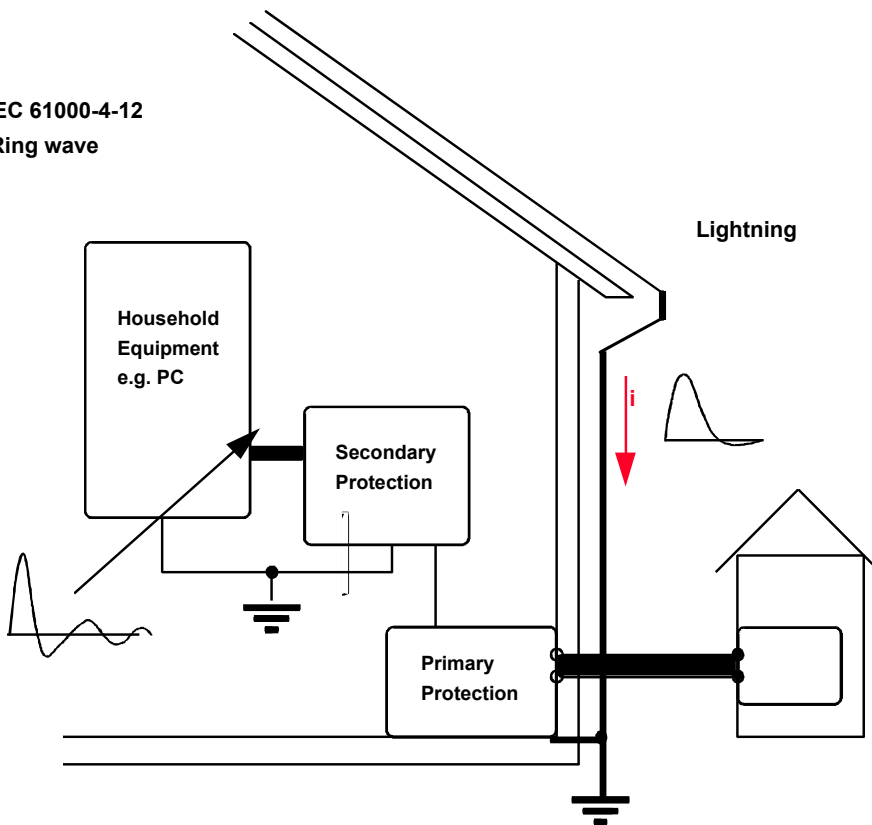 EC 61000-4-12
Ring wave
Lightning
Household
Equipment
e.g. PC
i
Secondary
Protection
Primary
Protection